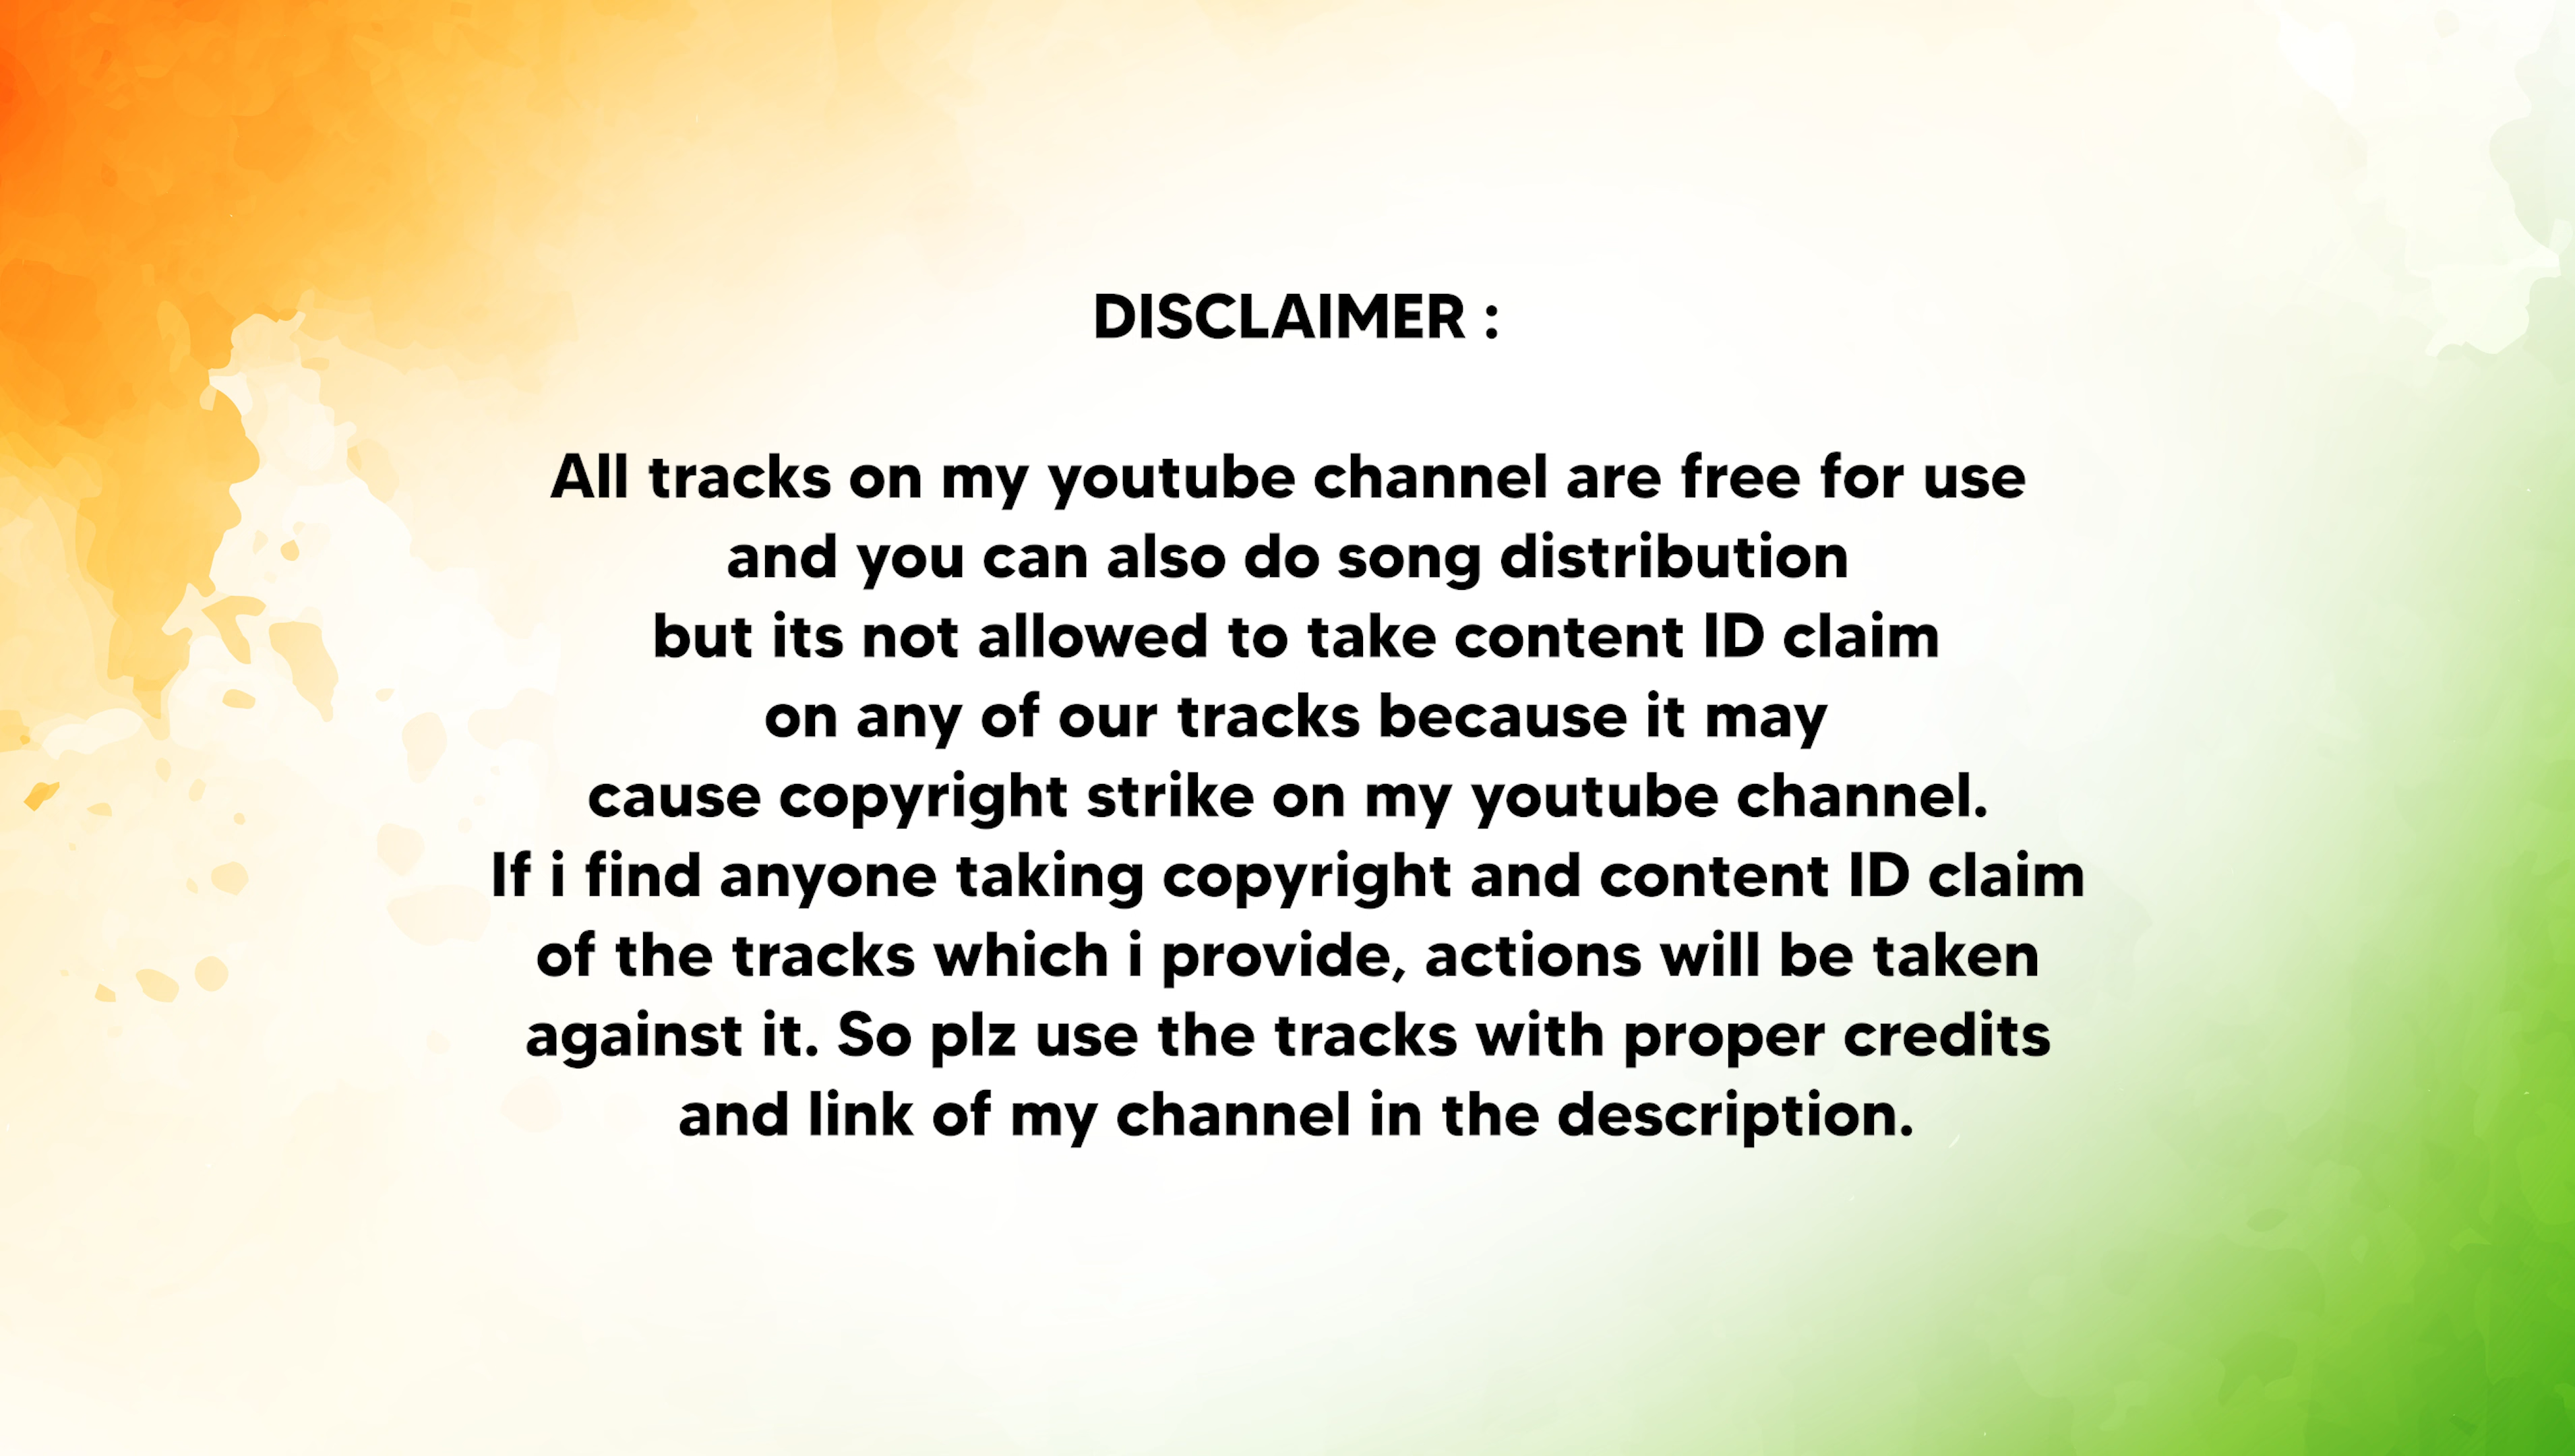 DISCLAIMER :
All tracks on my youtube channel are free for use
and you can also do song distribution
but its not allowed to take content ID claim
on any of our tracks because it may
cause copyright strike on my youtube channel.
If i find anyone taking copyright and content ID claim
of the tracks which i provide, actions will be taken
against it. So plz use the tracks with proper credits
and link of my channel in the description.